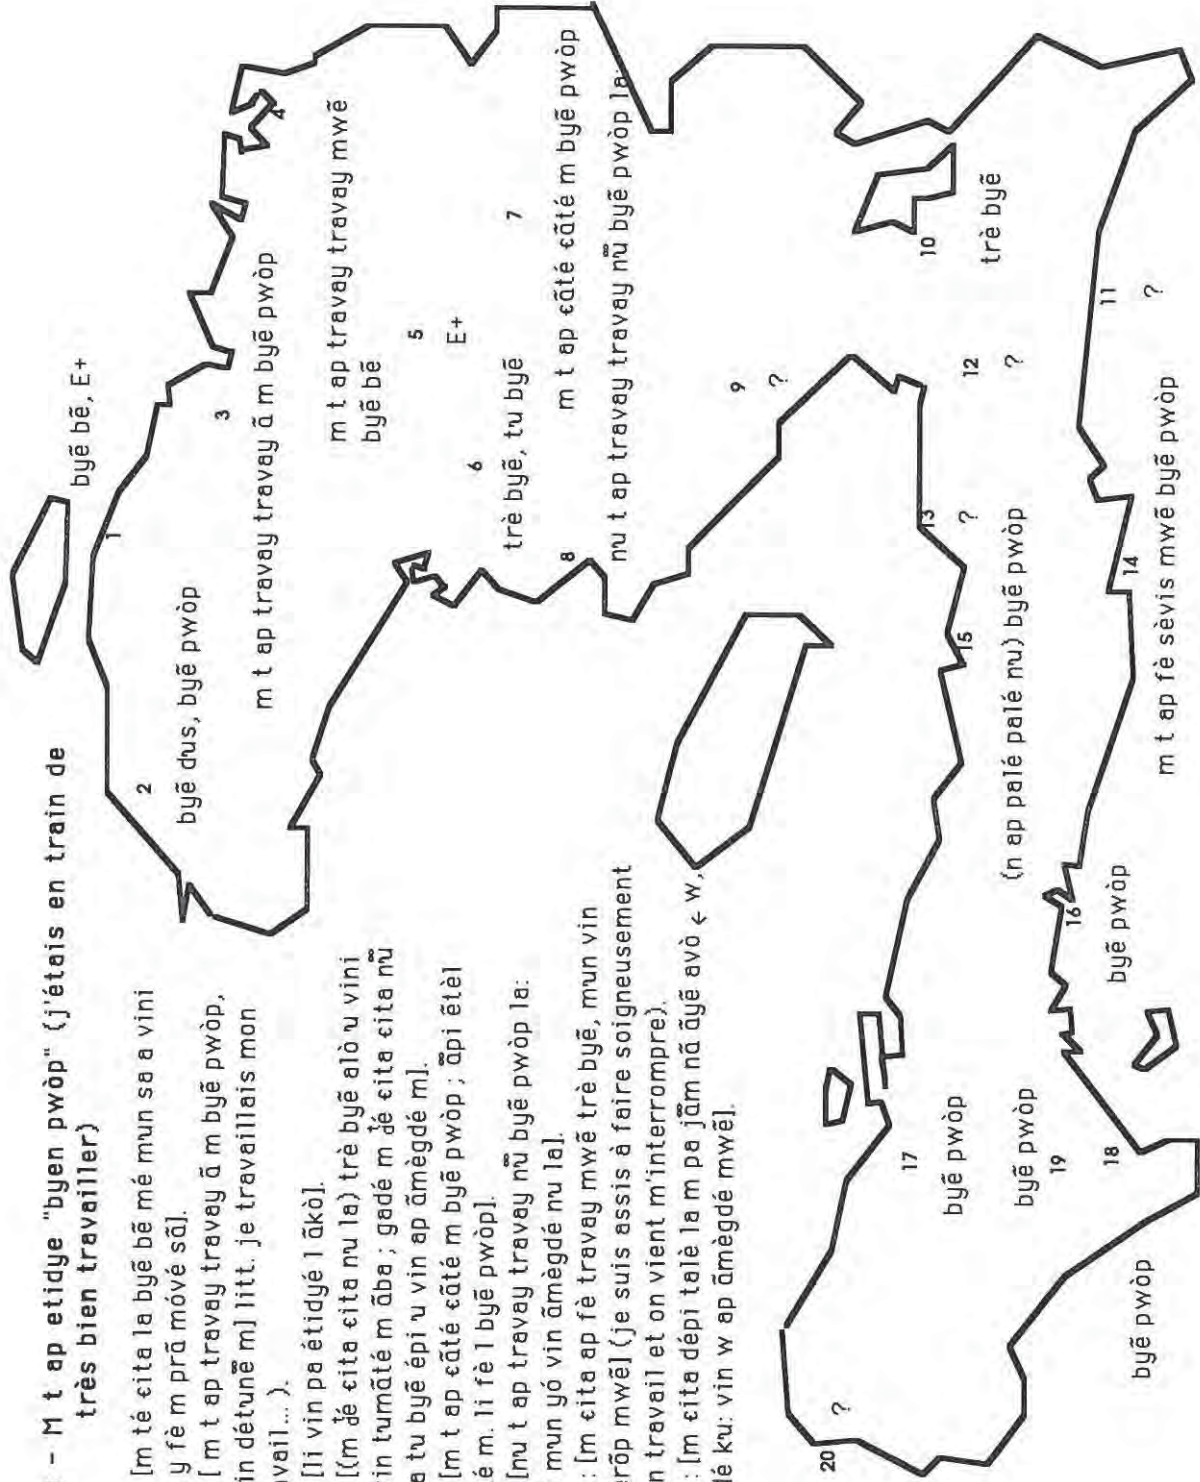 – M t ap etidye "byen pwòp" (j'étais en train de
très bien travailler)
[m té ɛita la byẽ bẽ mé mun sa a vini
y fè m prã móvé sã].
[ m t ap travay travay ã m byẽ pwòp,
in détunẽ m] litt. je travaillais mon
avail... ).
[li vin pa étidyé l ãkò].
[(m dé ɛita ɛita nu la) trè byẽ alò u vini
in tumãté m ãba ; gadé m dé ɛita ɛita nũ
a tu byẽ épi u vin ap ãmègdé m].
[m t ap ɛãté ɛãté m byẽ pwòp ; ãpi ẽtèl
é m. li fè l byẽ pwòp].
[nu t ap travay travay nũ byẽ pwòp la:
mun yó vin ãmègdé nu la].
: [m ɛita ap fè travay mwẽ trè byẽ, mun vin
erõp mwẽ] (je suis assis à faire soigneusement
n travail et on vient m'interrompre).
: [m ɛita dépi talè la m pa jãm nã ãyẽ avò ← w,
lé ku: vin w ap ãmègdé mwẽ].
byẽ bẽ, E+
1
2
byẽ dus, byẽ pwòp
3
m t ap travay travay ã m byẽ pwòp
4
m t ap travay travay mwẽ
byẽ bẽ
5
E+
6
trè byẽ, tu byẽ
7
m t ap ɛãté ɛãté m byẽ pwòp
8
nu t ap travay travay nũ byẽ pwòp la:
9
?
10
trè byẽ
11
?
12
?
13
?
14
m t ap fè sèvis mwẽ byẽ pwòp
15
(n ap palé palé nu) byẽ pwòp
16
byẽ pwòp
17
byẽ pwòp
byẽ pwòp
19
18
byẽ pwòp
20
?